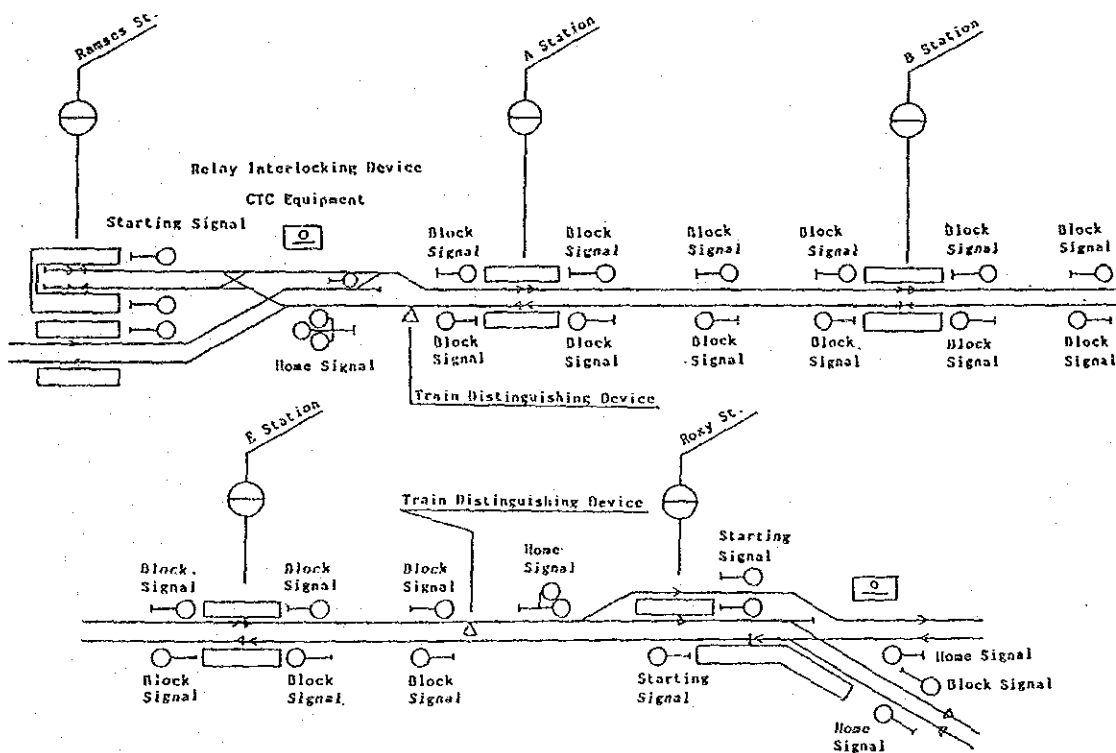 Ramses St.
A Station
B Station
Relay Interlocking Device
CTC Equipment
Starting Signal
Block
Signal
Block
Signal
Block
Signal
Block
Signal
Block
Signal
Block
Signal
Home Signal
Block
Signal
Block
Signal
Block
Signal
Block
Signal
Block
Signal
Block
Signal
Train Distinguishing Device
E Station
Roxy St.
Train Distinguishing Device
Block
Signal
Block
Signal
Block
Signal
Home
Signal
Starting
Signal
Block
Signal
Block
Signal
Block
Signal
Starting
Signal
Home Signal
Block Signal
Home
Signal